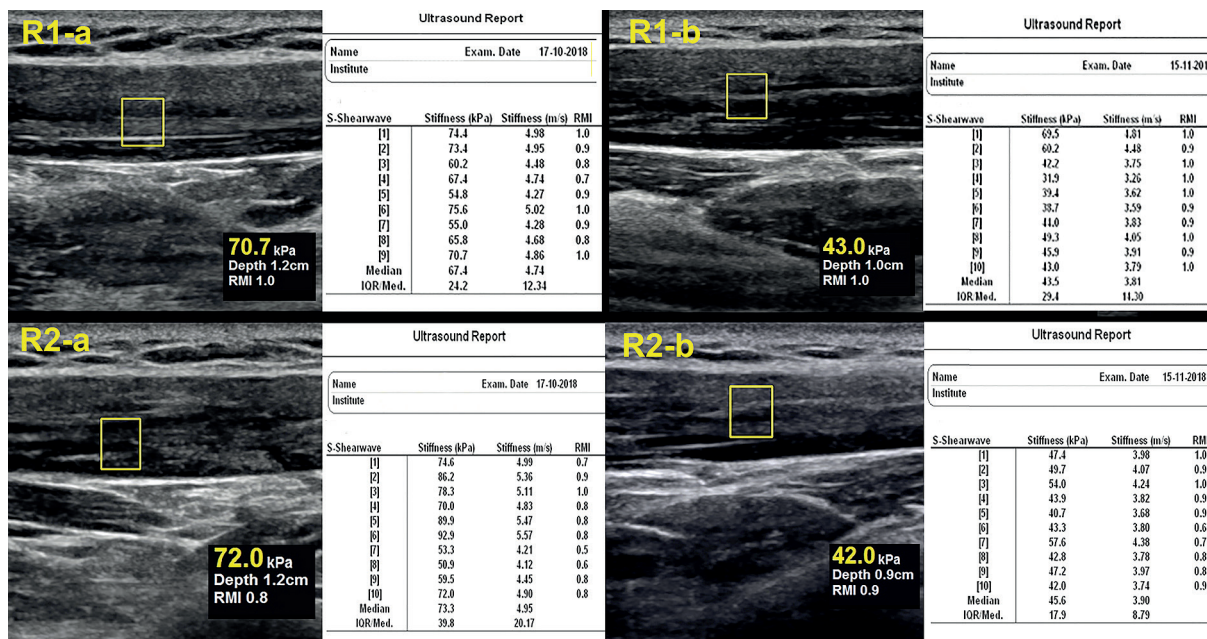 R1-a
70.7 kPa
Depth 1.2cm
RMI 1.0
Ultrasound Report
Name Exam. Date 17-10-2018
Institute
S-Shearwave Stiffness (kPa) Stiffness (m/s) RMI
[1] 74.4 4.98 1.0
[2] 73.4 4.95 0.9
[3] 60.2 4.48 0.8
[4] 67.4 4.74 0.7
[5] 54.8 4.27 0.9
[6] 75.6 5.02 1.0
[7] 55.0 4.28 0.9
[8] 65.8 4.68 0.8
[9] 70.7 4.86 1.0
Median 67.4 4.74
IQR/Med. 24.2 12.34
R1-b
43.0 kPa
Depth 1.0cm
RMI 1.0
Ultrasound Report
Name Exam. Date 15-11-201
Institute
S-Shearwave Stiffness (kPa) Stiffness (m/s) RMI
[1] 69.5 4.81 1.0
[2] 60.2 4.48 0.9
[3] 42.2 3.75 1.0
[4] 31.9 3.26 1.0
[5] 39.4 3.62 1.0
[6] 38.7 3.59 0.9
[7] 44.0 3.83 0.9
[8] 49.3 4.05 1.0
[9] 45.9 3.91 0.9
[10] 43.0 3.79 1.0
Median 43.5 3.81
IQR/Med. 29.4 11.30
R2-a
72.0 kPa
Depth 1.2cm
RMI 0.8
Ultrasound Report
Name Exam. Date 17-10-2018
Institute
S-Shearwave Stiffness (kPa) Stiffness (m/s) RMI
[1] 74.6 4.99 0.7
[2] 86.2 5.36 0.9
[3] 78.3 5.11 1.0
[4] 70.0 4.83 0.8
[5] 89.9 5.47 0.8
[6] 92.9 5.57 0.8
[7] 53.3 4.21 0.5
[8] 50.9 4.12 0.6
[9] 59.5 4.45 0.8
[10] 72.0 4.90 0.8
Median 73.3 4.95
IQR/Med. 39.8 20.17
R2-b
42.0 kPa
Depth 0.9cm
RMI 0.9
Ultrasound Report
Name Exam. Date 15-11-2018
Institute
S-Shearwave Stiffness (kPa) Stiffness (m/s) RM
[1] 47.4 3.98 1.0
[2] 49.7 4.07 0.9
[3] 54.0 4.24 1.0
[4] 43.9 3.82 0.9
[5] 40.7 3.68 0.9
[6] 43.3 3.80 0.6
[7] 57.6 4.38 0.7
[8] 42.8 3.78 0.8
[9] 47.2 3.97 0.8
[10] 42.0 3.74 0.9
Median 45.6 3.90
IQR/Med. 17.9 8.79